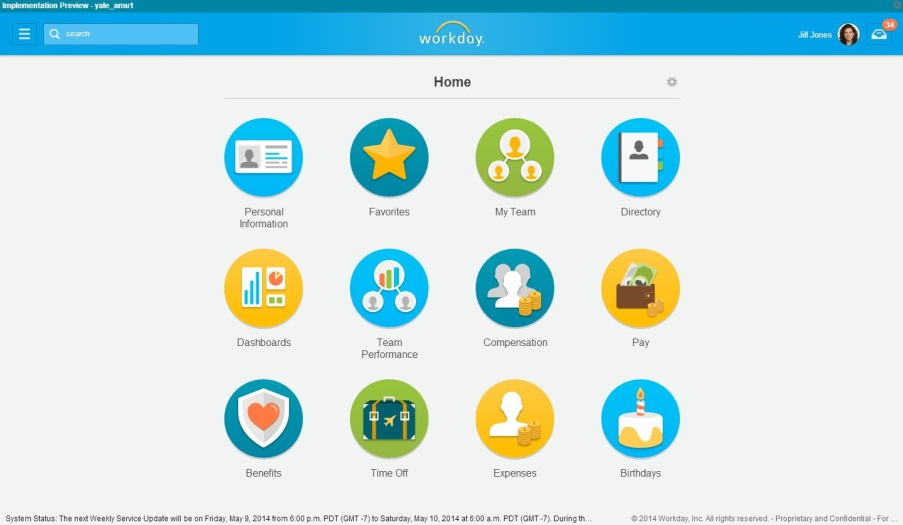 Implementation Preview - yale_amu1
search
workday.
Jill Jones
34
Home
Personal
Information
Favorites
My Team
Directory
Dashboards
Team
Performance
Compensation
Pay
Benefits
Time Off
Expenses
Birthdays
System Status: The next Weekly Service Update will be on Friday, May 9, 2014 from 6:00 p.m. PDT (GMT -7) to Saturday, May 10, 2014 at 6:00 a.m. PDT (GMT -7). During th...
© 2014 Workday, Inc. All rights reserved. - Proprietary and Confidential - For ...